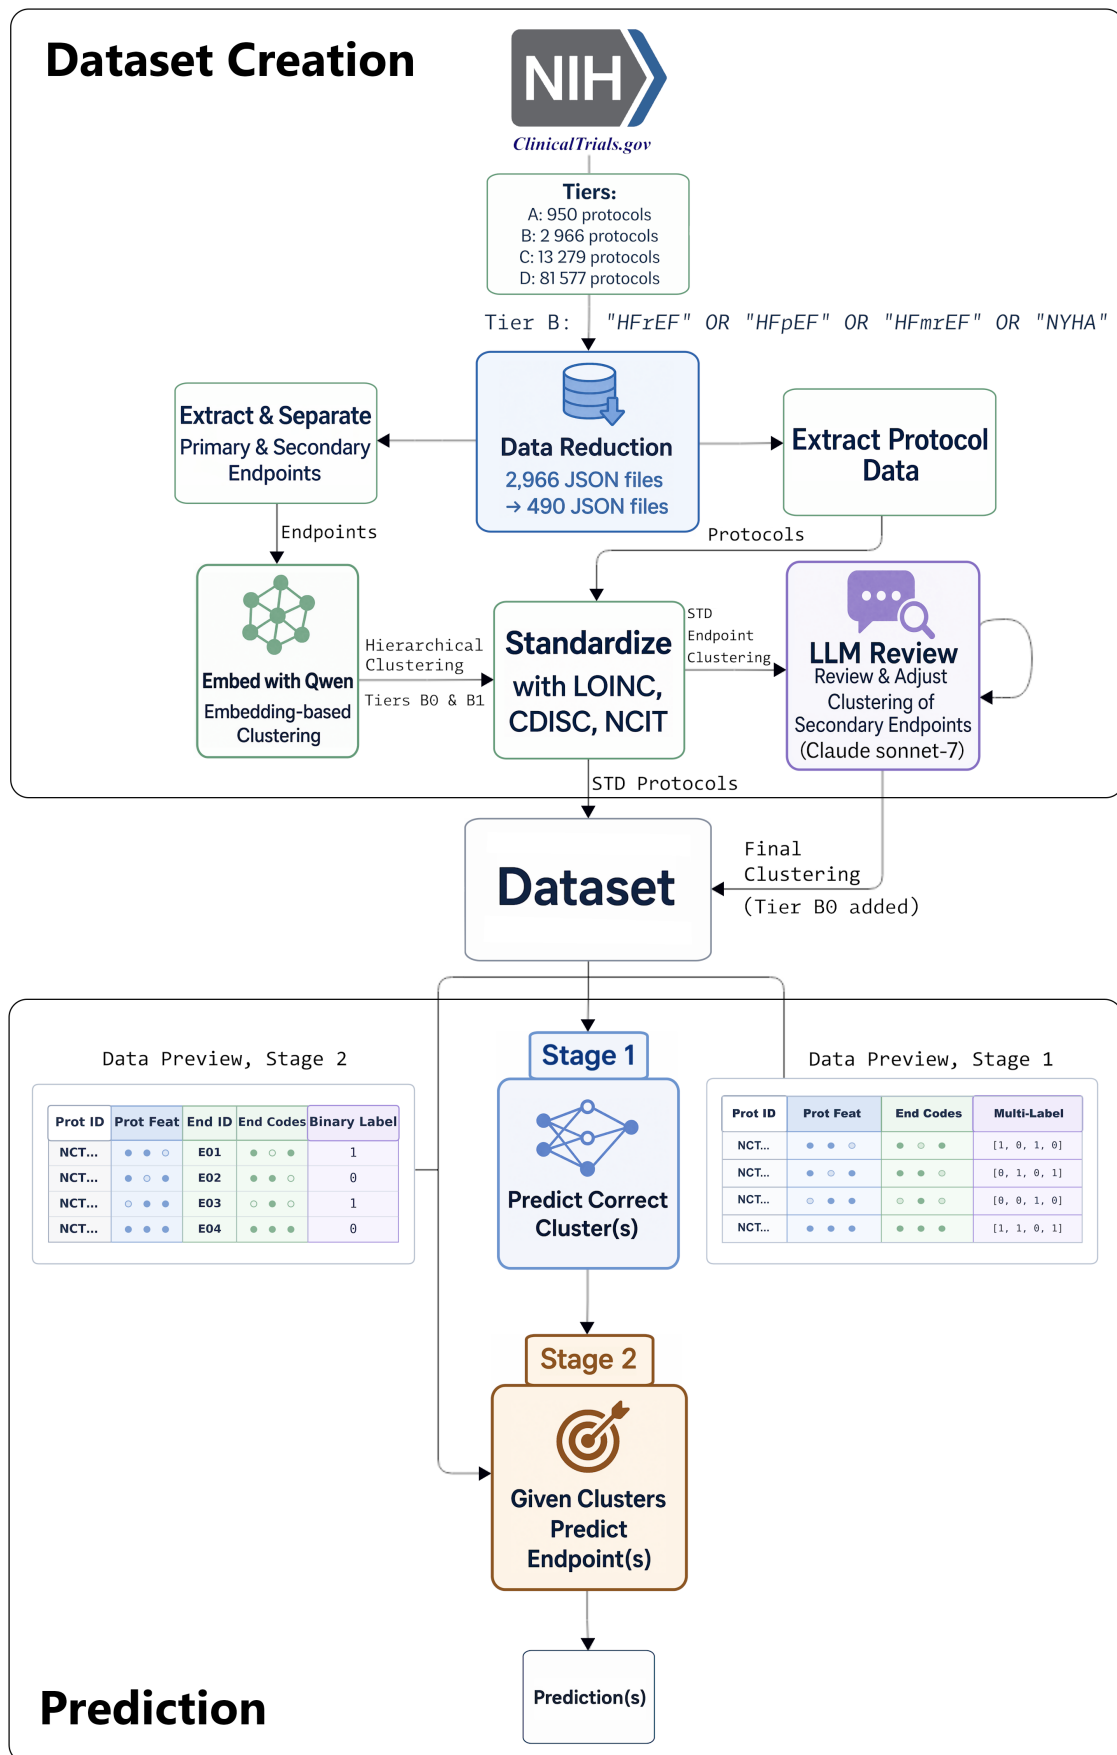 Dataset Creation
NIH
ClinicalTrials.gov
Tiers:
A: 950 protocols
B: 2 966 protocols
C: 13 279 protocols
D: 81 577 protocols
Tier B: "HFrEF" OR "HFpEF" OR "HFmrEF" OR "NYHA"
Extract & Separate
Primary & Secondary
Endpoints
Data Reduction
2,966 JSON files
→ 490 JSON files
Extract Protocol
Data
Endpoints
Protocols
Embed with Qwen
Embedding-based
Clustering
Hierarchical
Clustering
Tiers B0 & B1
Standardize
with LOINC,
CDISC, NCIT
STD
Endpoint
Clustering
LLM Review
Review & Adjust
Clustering of
Secondary Endpoints
(Claude sonnet-7)
STD Protocols
Dataset
Final
Clustering
(Tier B0 added)
Data Preview, Stage 2
Prot ID Prot Feat End ID End Codes Binary Label
NCT... E01 1
NCT... E02 0
NCT... E03 1
NCT... E04 0
Stage 1
Predict Correct
Cluster(s)
Data Preview, Stage 1
Prot ID Prot Feat End Codes Multi-Label
NCT... [1, 0, 1, 0]
NCT... [0, 1, 0, 1]
NCT... [0, 0, 1, 0]
NCT... [1, 1, 0, 1]
Stage 2
Given Clusters
Predict
Endpoint(s)
Prediction(s)
Prediction